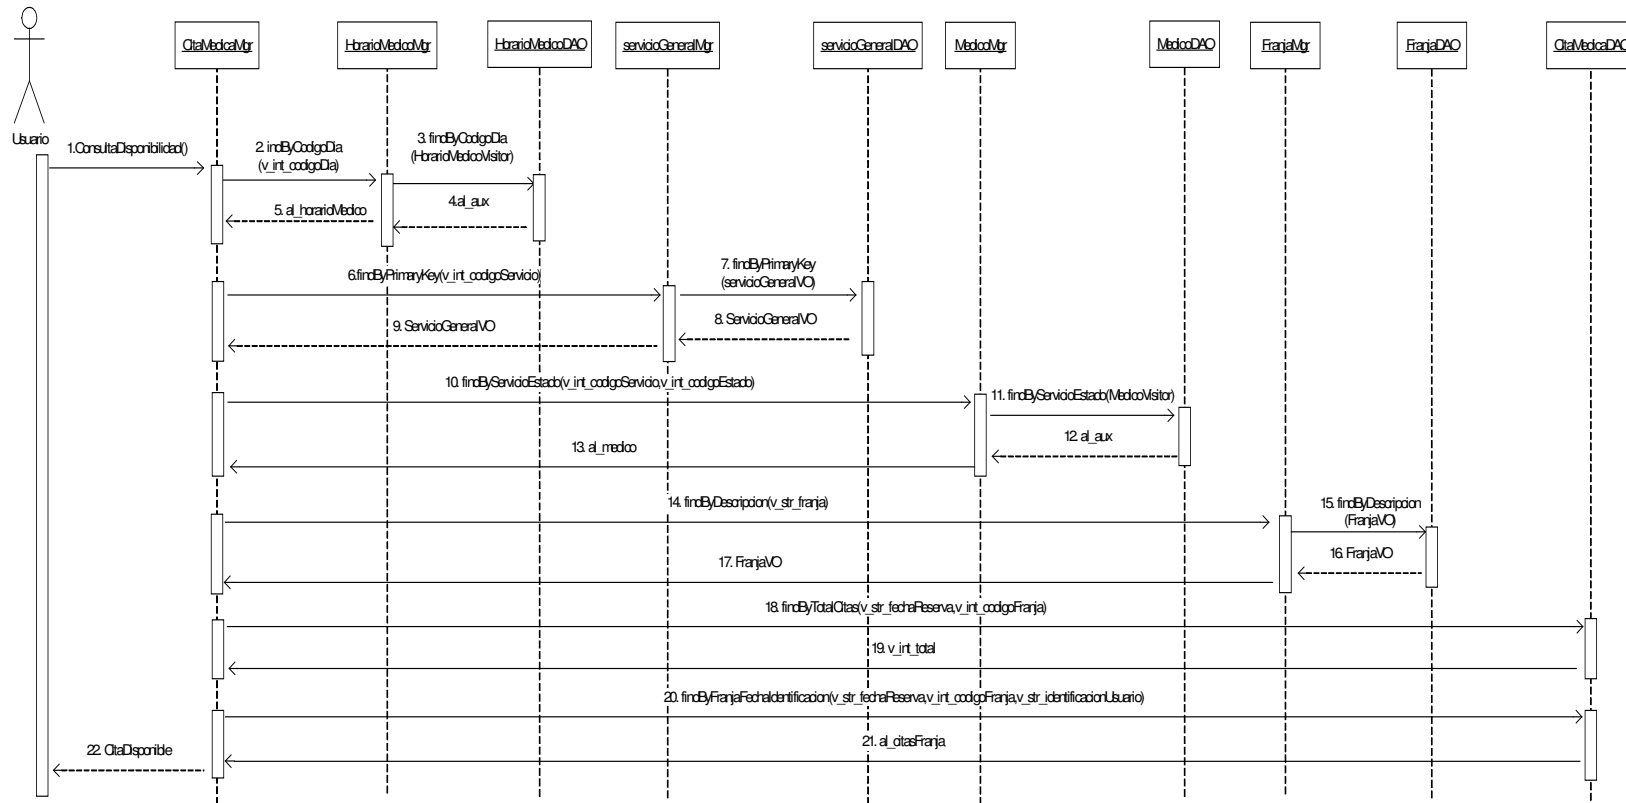 CitaMedicaMgr
HorarioMedicoMgr
HorarioMedicoDAO
servicioGeneralMgr
servicioGeneralDAO
MedicoMgr
MedicoDAO
FranjaMgr
FranjaDAO
CitaMedicaDAO
Usuario
1.ConsultaDisponibilidad()
2. indByCodigoDia
(v_int_codigoDia)
3. findByCodigoDia
(HorarioMedicoVisitor)
4.al_aux
5. al_horarioMedico
6.findByPrimaryKey(v_int_codigoServicio)
7. findByPrimaryKey
(servicioGeneralVO)
8. ServicioGeneralVO
9. ServicioGeneralVO
10. findByServicioEstado(v_int_codigoServicio,v_int_codigoEstado)
11. findByServicioEstado(MedicoVisitor)
12. al_aux
13. al_medico
14. findByDescripcion(v_str_franja)
15. findByDescripcion
(FranjaVO)
16. FranjaVO
17. FranjaVO
18. findByTotalCitas(v_str_fechaReserva,v_int_codigoFranja)
19. v_int_total
20. findByFranjaFechaIdentificacion(v_str_fechaReserva,v_int_codigoFranja,v_str_identificacionUsuario)
21. al_citasFranja
22. CitaDisponible